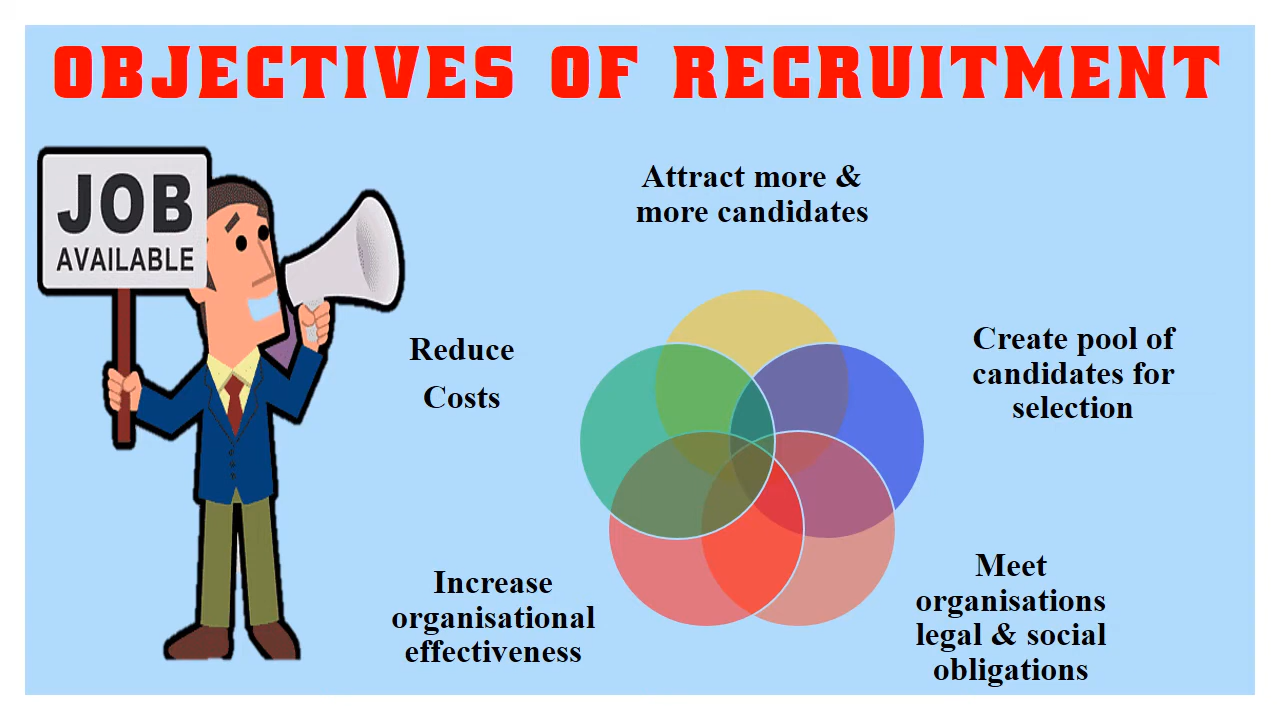 OBJECTIVES OF RECRUITMENT
JOB
AVAILABLE
Attract more &
more candidates
Reduce
Costs
Create pool of
candidates for
selection
Increase
organisational
effectiveness
Meet
organisations
legal & social
obligations